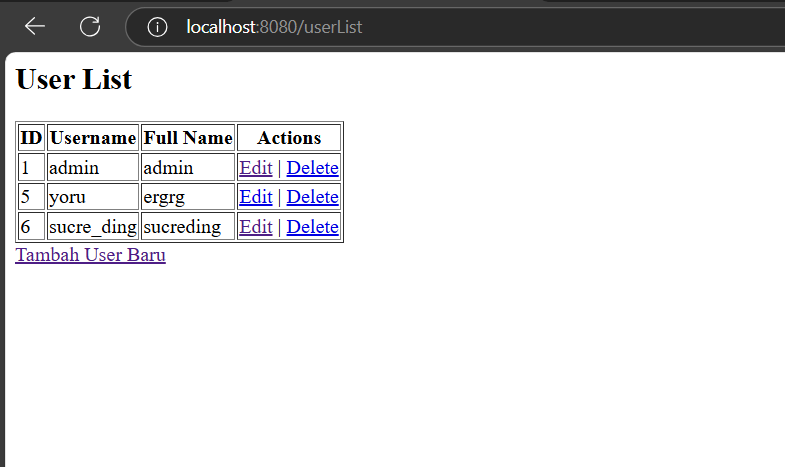 localhost:8080/userList
User List
ID Username Full Name Actions
1 admin admin Edit | Delete
5 yoru ergrg Edit | Delete
6 sucre_ding sucreding Edit | Delete
Tambah User Baru